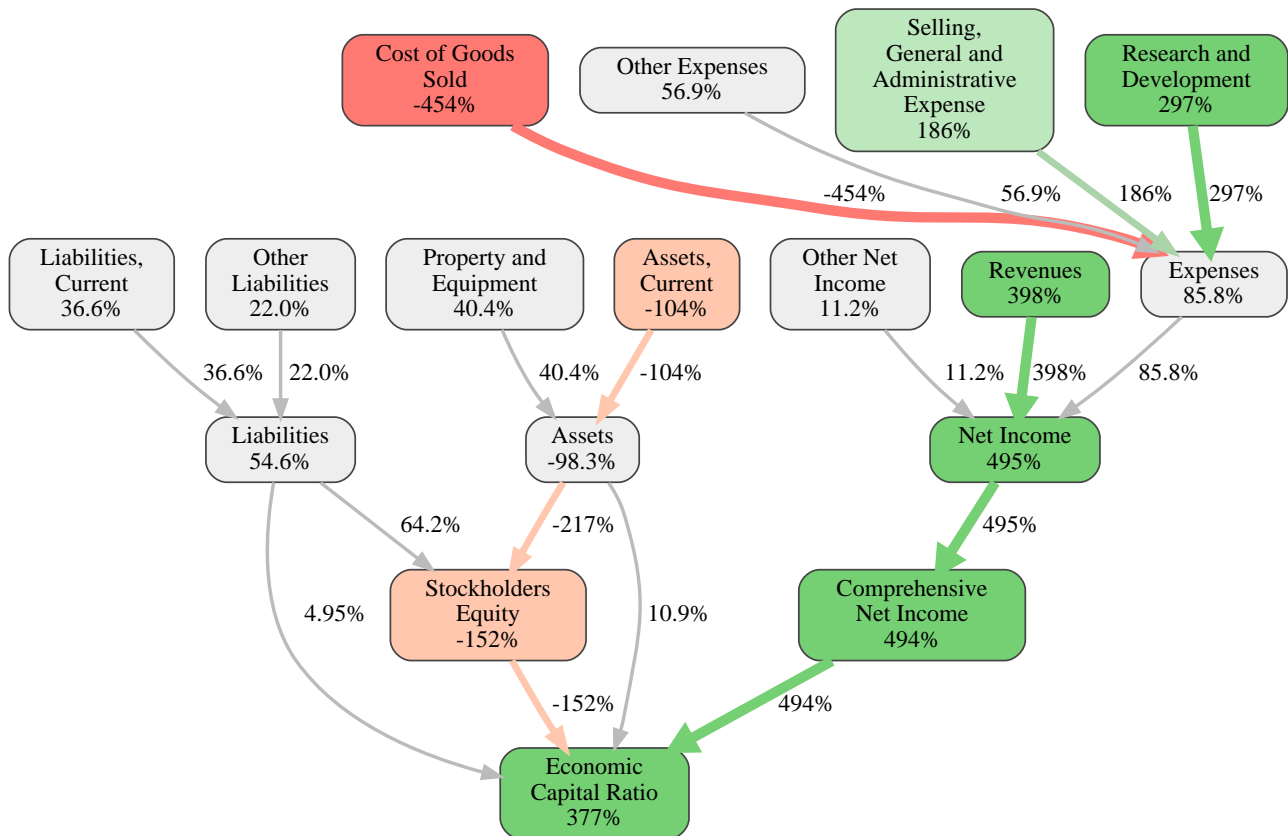 Cost of Goods
Sold
-454%
Other Expenses
56.9%
Selling,
General and
Administrative
Expense
186%
Research and
Development
297%
-454%
56.9%
186%
297%
Liabilities,
Current
36.6%
Other
Liabilities
22.0%
Property and
Equipment
40.4%
Assets,
Current
-104%
Other Net
Income
11.2%
Revenues
398%
Expenses
85.8%
36.6%
22.0%
40.4%
-104%
11.2%
398%
85.8%
Liabilities
54.6%
Assets
-98.3%
Net Income
495%
64.2%
-217%
495%
Stockholders
Equity
-152%
Comprehensive
Net Income
494%
4.95%
10.9%
-152%
494%
Economic
Capital Ratio
377%